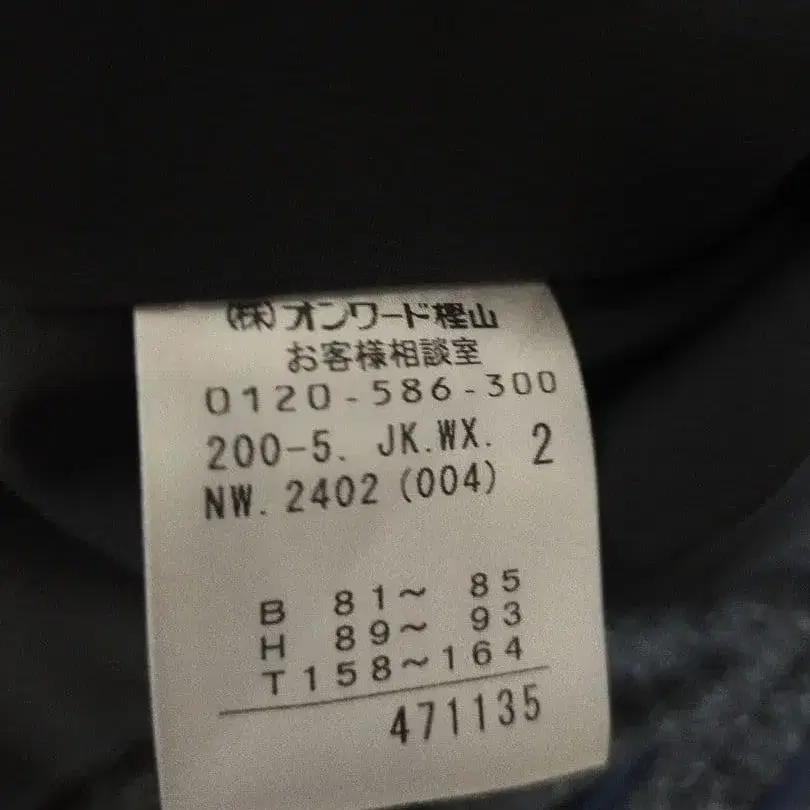 (株)オンワード樫山
お客様相談室
0120-586-300
200-5. JK.WX. 2
NW. 2402 (004)
B 81~ 85
H 89~ 93
T158~164
471135